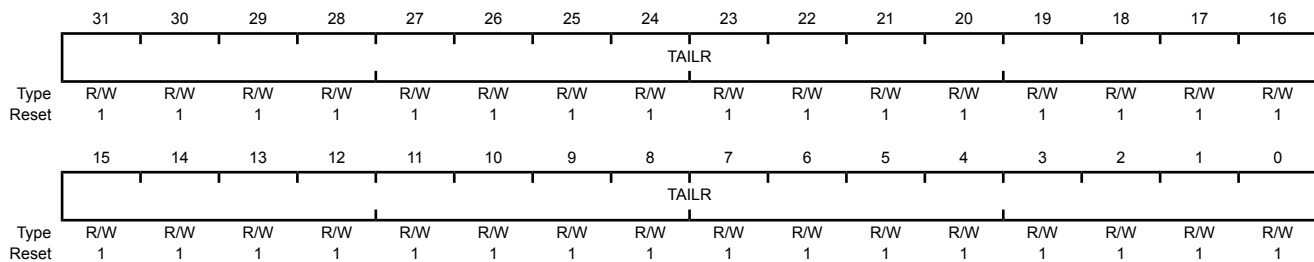 31 30 29 28 27 26 25 24 23 22 21 20 19 18 17 16
TAILR
Type R/W R/W R/W R/W R/W R/W R/W R/W R/W R/W R/W R/W R/W R/W R/W R/W
Reset 1 1 1 1 1 1 1 1 1 1 1 1 1 1 1 1
15 14 13 12 11 10 9 8 7 6 5 4 3 2 1 0
TAILR
Type R/W R/W R/W R/W R/W R/W R/W R/W R/W R/W R/W R/W R/W R/W R/W R/W
Reset 1 1 1 1 1 1 1 1 1 1 1 1 1 1 1 1